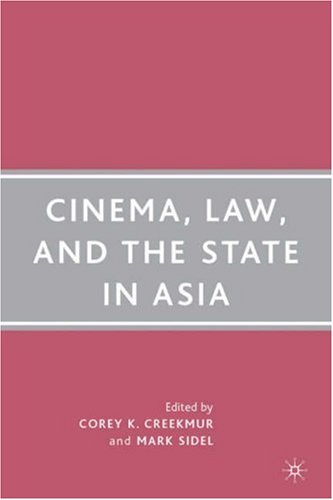 CINEMA, LAW,
AND THE STATE
IN ASIA
Edited by
COREY K. CREEKMUR
and MARK SIDEL